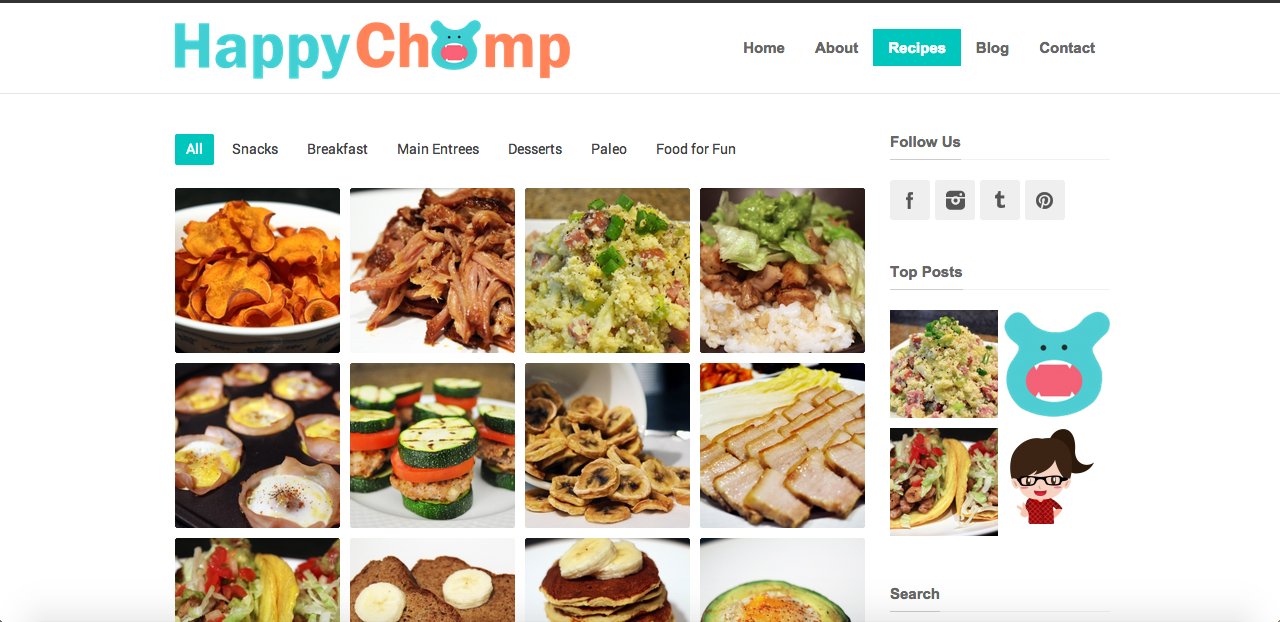 HappyChomp
Home About Recipes Blog Contact
All Snacks Breakfast Main Entrees Desserts Paleo Food for Fun
Follow Us
Top Posts
Search